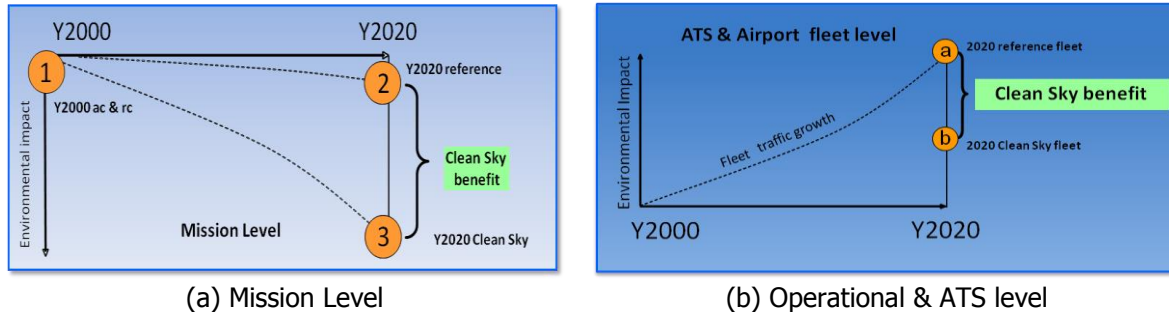 Y2000
Y2020
1
2
Y2020 reference
Y2000 ac & rc
Environmental impact
Clean Sky
benefit
Mission Level
3
Y2020 Clean Sky
(a) Mission Level
ATS & Airport fleet level
a
2020 reference fleet
Clean Sky benefit
Environmental Impact
Fleet traffic growth
b
2020 Clean Sky fleet
Y2000
Y2020
(b) Operational & ATS level